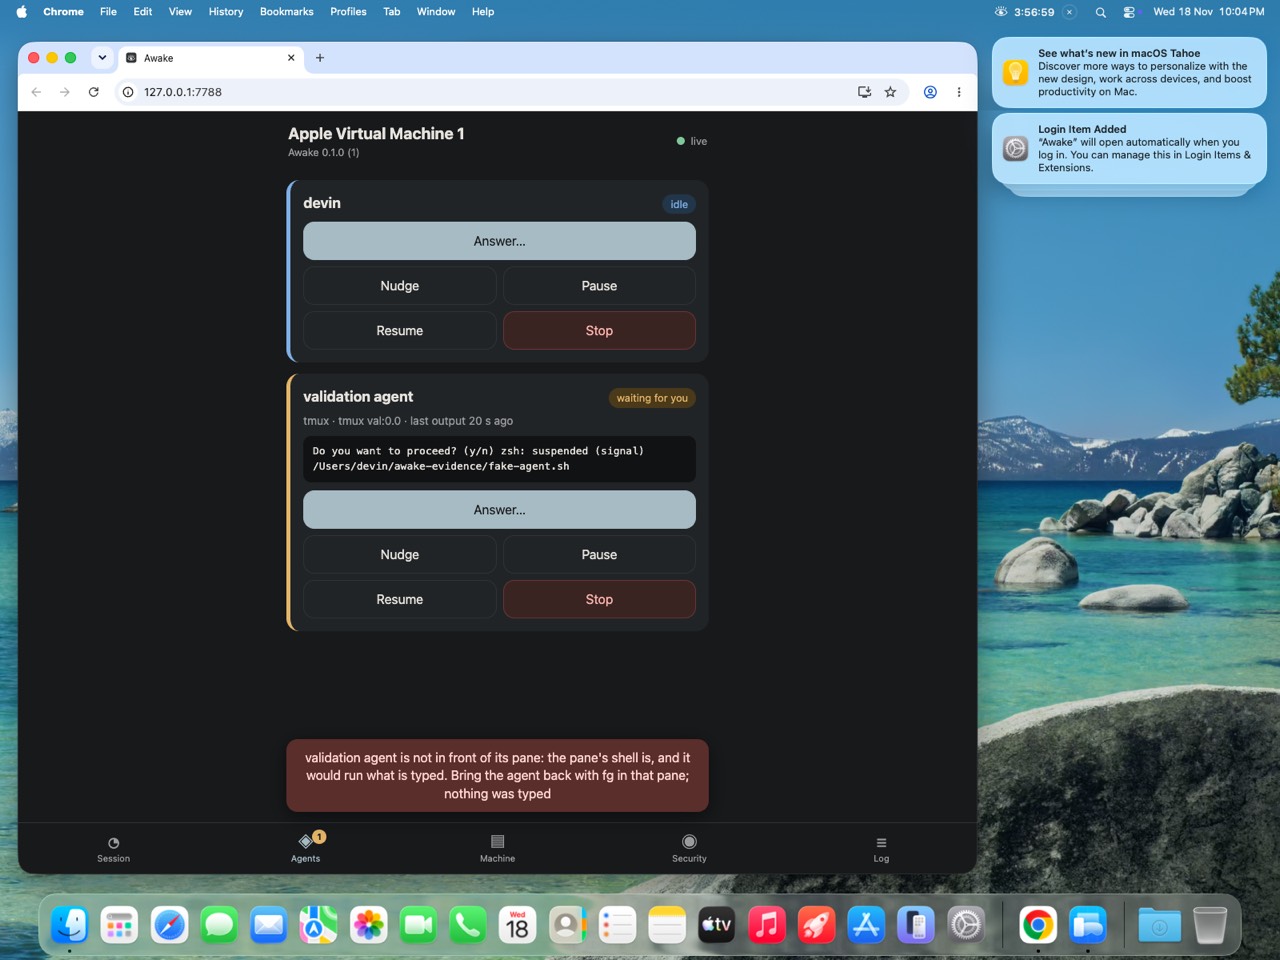 Chrome File Edit View History Bookmarks Profiles Tab Window Help
3:56:59
Wed 18 Nov 10:04PM
Awake
127.0.0.1:7788
See what's new in macOS Tahoe
Discover more ways to personalize with the
new design, work across devices, and boost
productivity on Mac.
Login Item Added
“Awake” will open automatically when you
log in. You can manage this in Login Items &
Extensions.
Apple Virtual Machine 1
Awake 0.1.0 (1)
live
devin
idle
Answer...
Nudge
Pause
Resume
Stop
validation agent
waiting for you
tmux · tmux val:0.0 · last output 20 s ago
Do you want to proceed? (y/n) zsh: suspended (signal)
/Users/devin/awake-evidence/fake-agent.sh
Answer...
Nudge
Pause
Resume
Stop
validation agent is not in front of its pane: the pane's shell is, and it
would run what is typed. Bring the agent back with fg in that pane;
nothing was typed
1
Session
Agents
Machine
Security
Log
Wed
18
tv